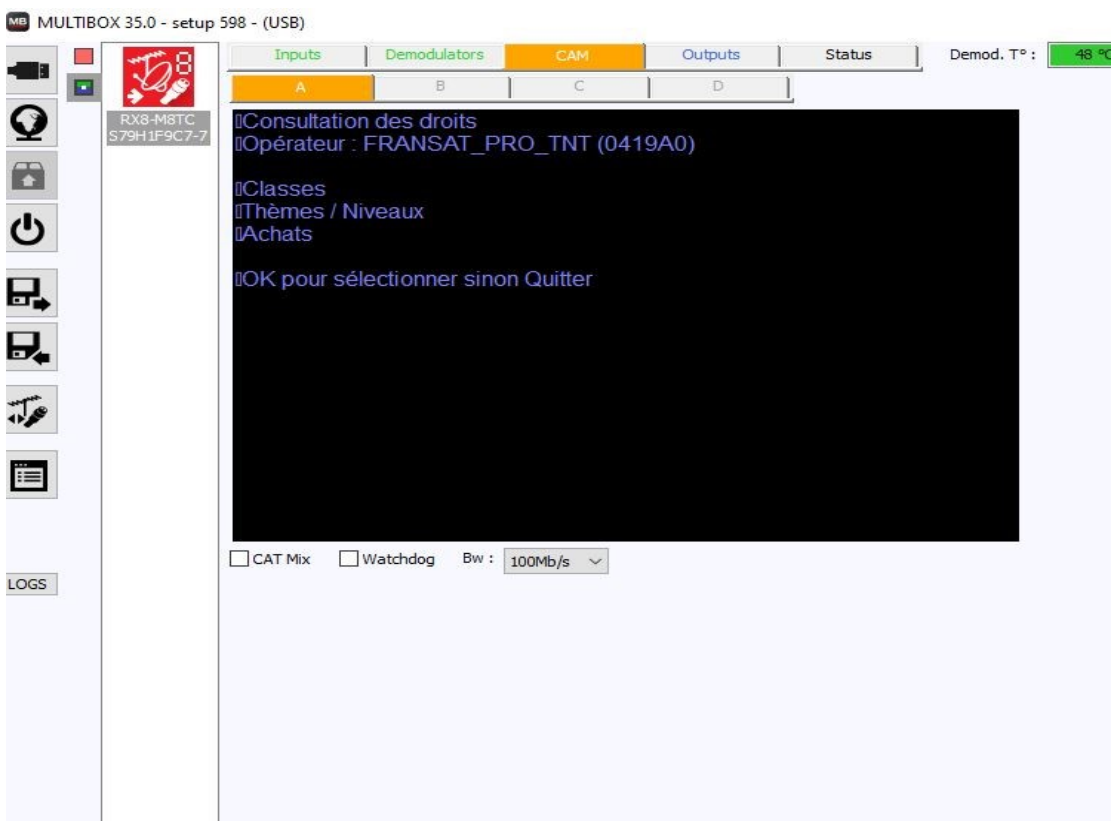 MB MULTIBOX 35.0 - setup 598 - (USB)
Inputs Demodulators CAM Outputs Status Demod. T° : 48 °C
A B C D
8
RX8-M8TC
S79H1F9C7-7
Consultation des droits
Opérateur : FRANSAT_PRO_TNT (0419A0)
Classes
Thèmes / Niveaux
Achats
OK pour sélectionner sinon Quitter
CAT Mix Watchdog Bw : 100Mb/s
LOGS